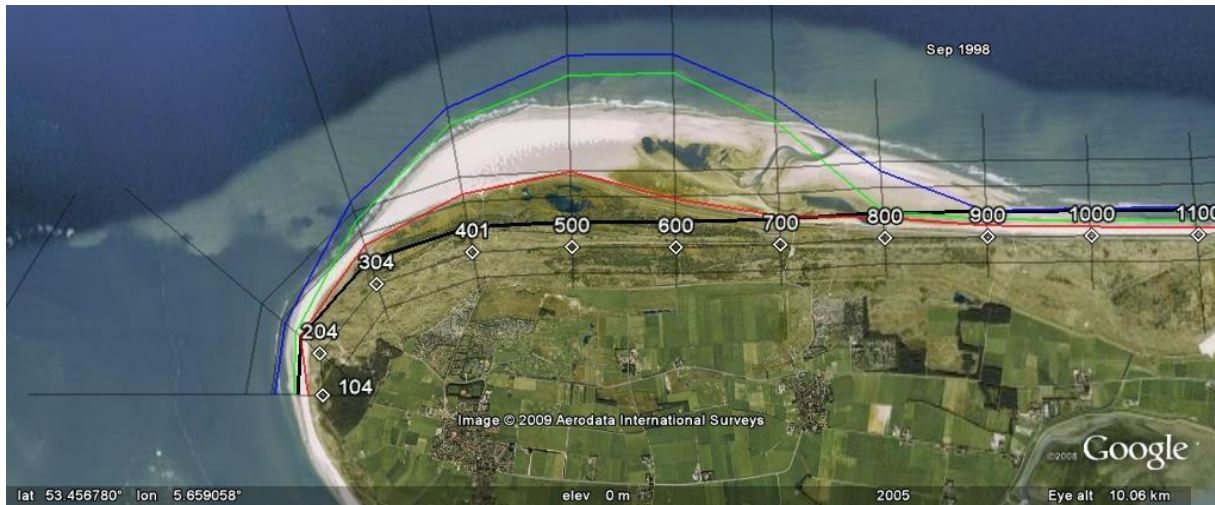 Sep 1998
401 500 600 700 800 900 1000 1100
304
204
104
Image © 2009 Aerodata International Surveys
©2008 Google
lat 53.456780° lon 5.659058° elev 0 m 2005 Eye alt 10.06 km